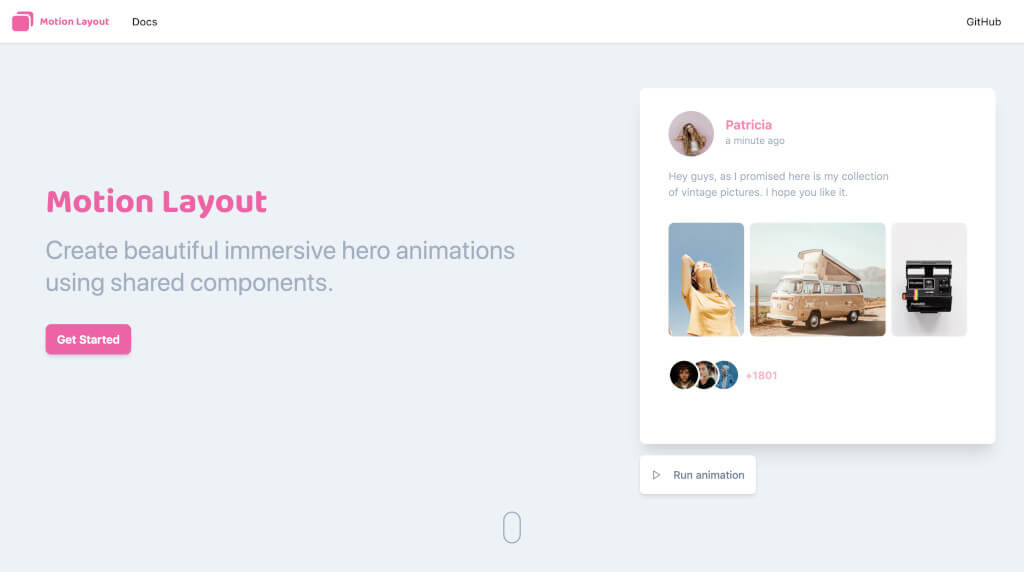 Motion Layout
Docs
GitHub
Motion Layout
Create beautiful immersive hero animations
using shared components.
Get Started
Patricia
a minute ago
Hey guys, as I promised here is my collection
of vintage pictures. I hope you like it.
+1801
Run animation